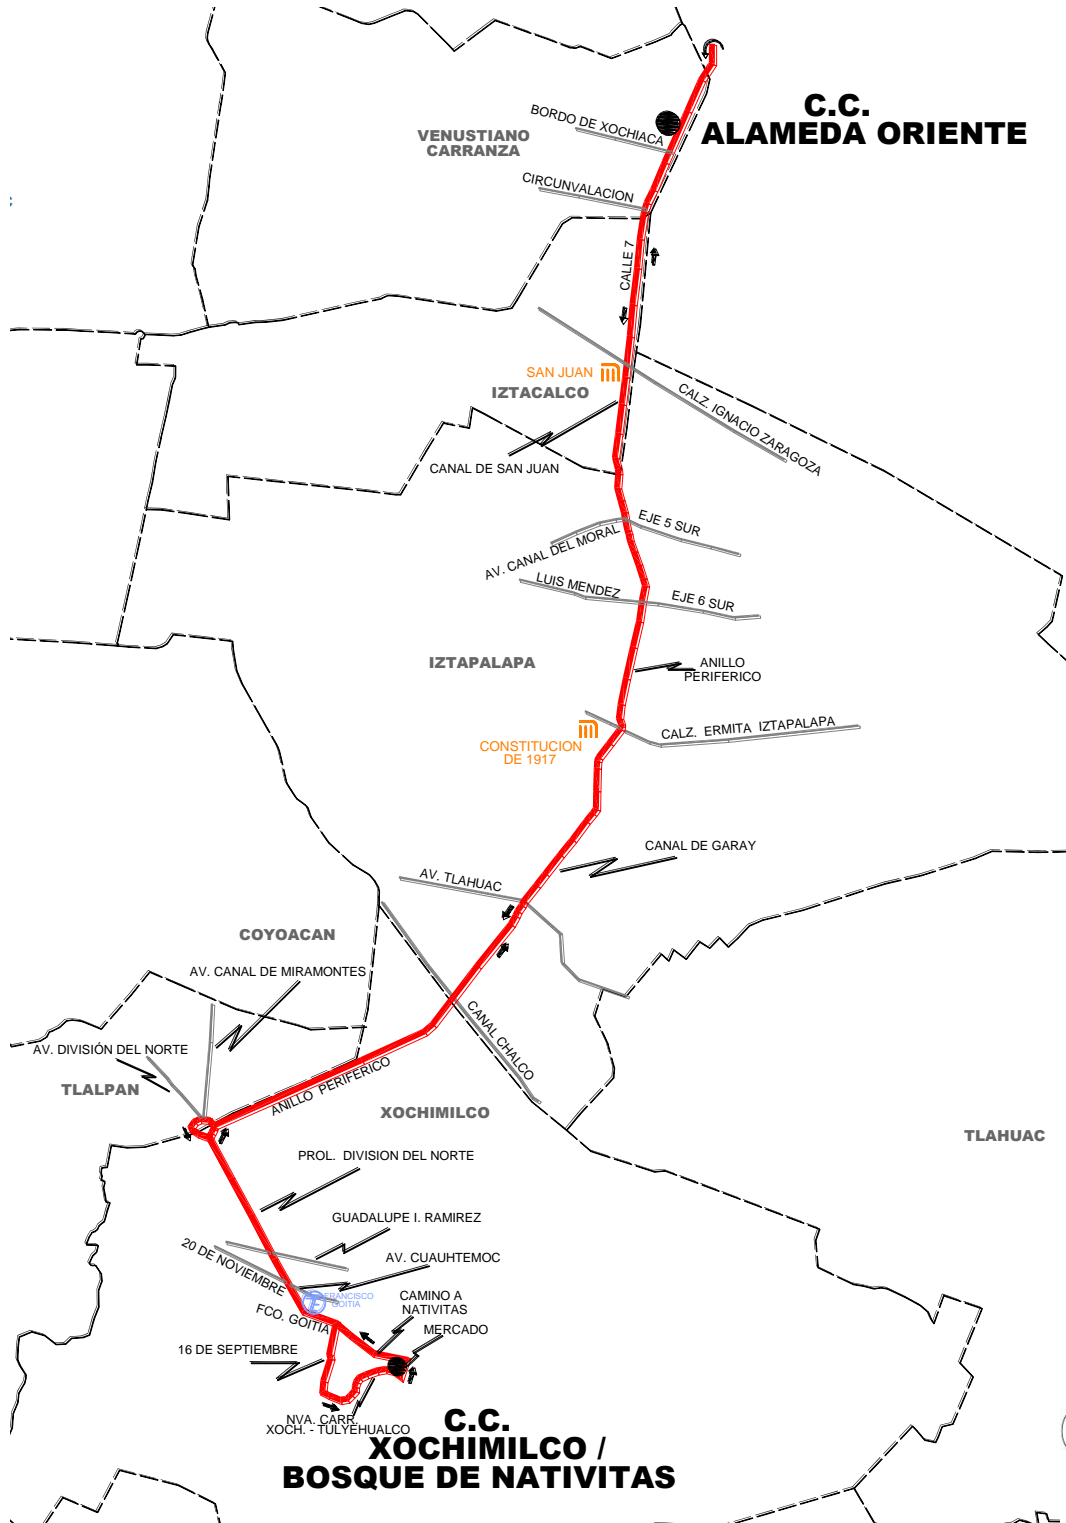 C.C.
ALAMEDA ORIENTE
BORDO DE XOCHIACA
VENUSTIANO
CARRANZA
CIRCUNVALACION
CALLE 7
SAN JUAN
IZTACALCO
CALZ. IGNACIO ZARAGOZA
CANAL DE SAN JUAN
EJE 5 SUR
AV. CANAL DEL MORAL
LUIS MENDEZ
EJE 6 SUR
IZTAPALAPA
ANILLO
PERIFERICO
CALZ. ERMITA IZTAPALAPA
CONSTITUCION
DE 1917
CANAL DE GARAY
AV. TLAHUAC
COYOACAN
AV. CANAL DE MIRAMONTES
CANAL CHALCO
AV. DIVISIÓN DEL NORTE
TLALPAN
ANILLO PERIFERICO
XOCHIMILCO
TLAHUAC
PROL. DIVISION DEL NORTE
GUADALUPE I. RAMIREZ
20 DE NOVIEMBRE
AV. CUAUHTEMOC
FRANCISCO
GOITIA
CAMINO A
NATIVITAS
FCO. GOITIA
MERCADO
16 DE SEPTIEMBRE
NVA. CARR.
XOCH. - TULYEHUALCO
C.C.
XOCHIMILCO /
BOSQUE DE NATIVITAS